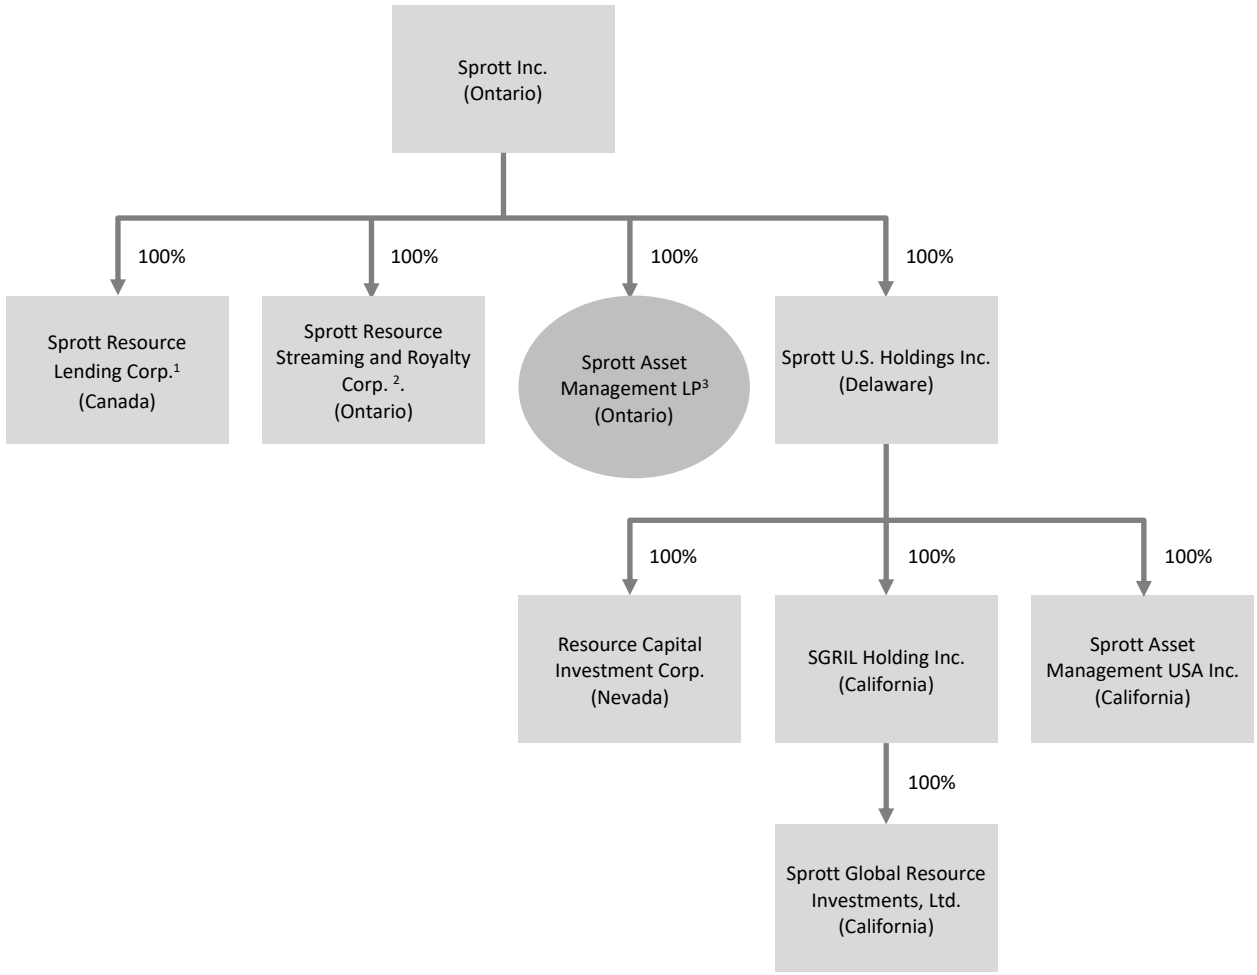 Sprott Inc.
(Ontario)
100%
100%
100%
100%
Sprott Resource
Lending Corp.¹
(Canada)
Sprott Resource
Streaming and Royalty
Corp. ².
(Ontario)
Sprott Asset
Management LP³
(Ontario)
Sprott U.S. Holdings Inc.
(Delaware)
100%
100%
100%
Resource Capital
Investment Corp.
(Nevada)
SGRIL Holding Inc.
(California)
Sprott Asset
Management USA Inc.
(California)
100%
Sprott Global Resource
Investments, Ltd.
(California)